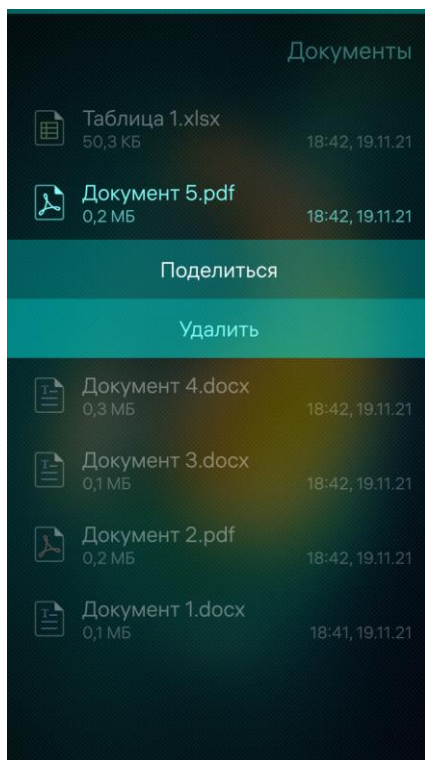 Документы
Таблица 1.xlsx
50,3 КБ 18:42, 19.11.21
Документ 5.pdf
0,2 МБ 18:42, 19.11.21
Поделиться
Удалить
Документ 4.docx
0,3 МБ 18:42, 19.11.21
Документ 3.docx
0,1 МБ 18:42, 19.11.21
Документ 2.pdf
0,2 МБ 18:42, 19.11.21
Документ 1.docx
0,1 МБ 18:41, 19.11.21